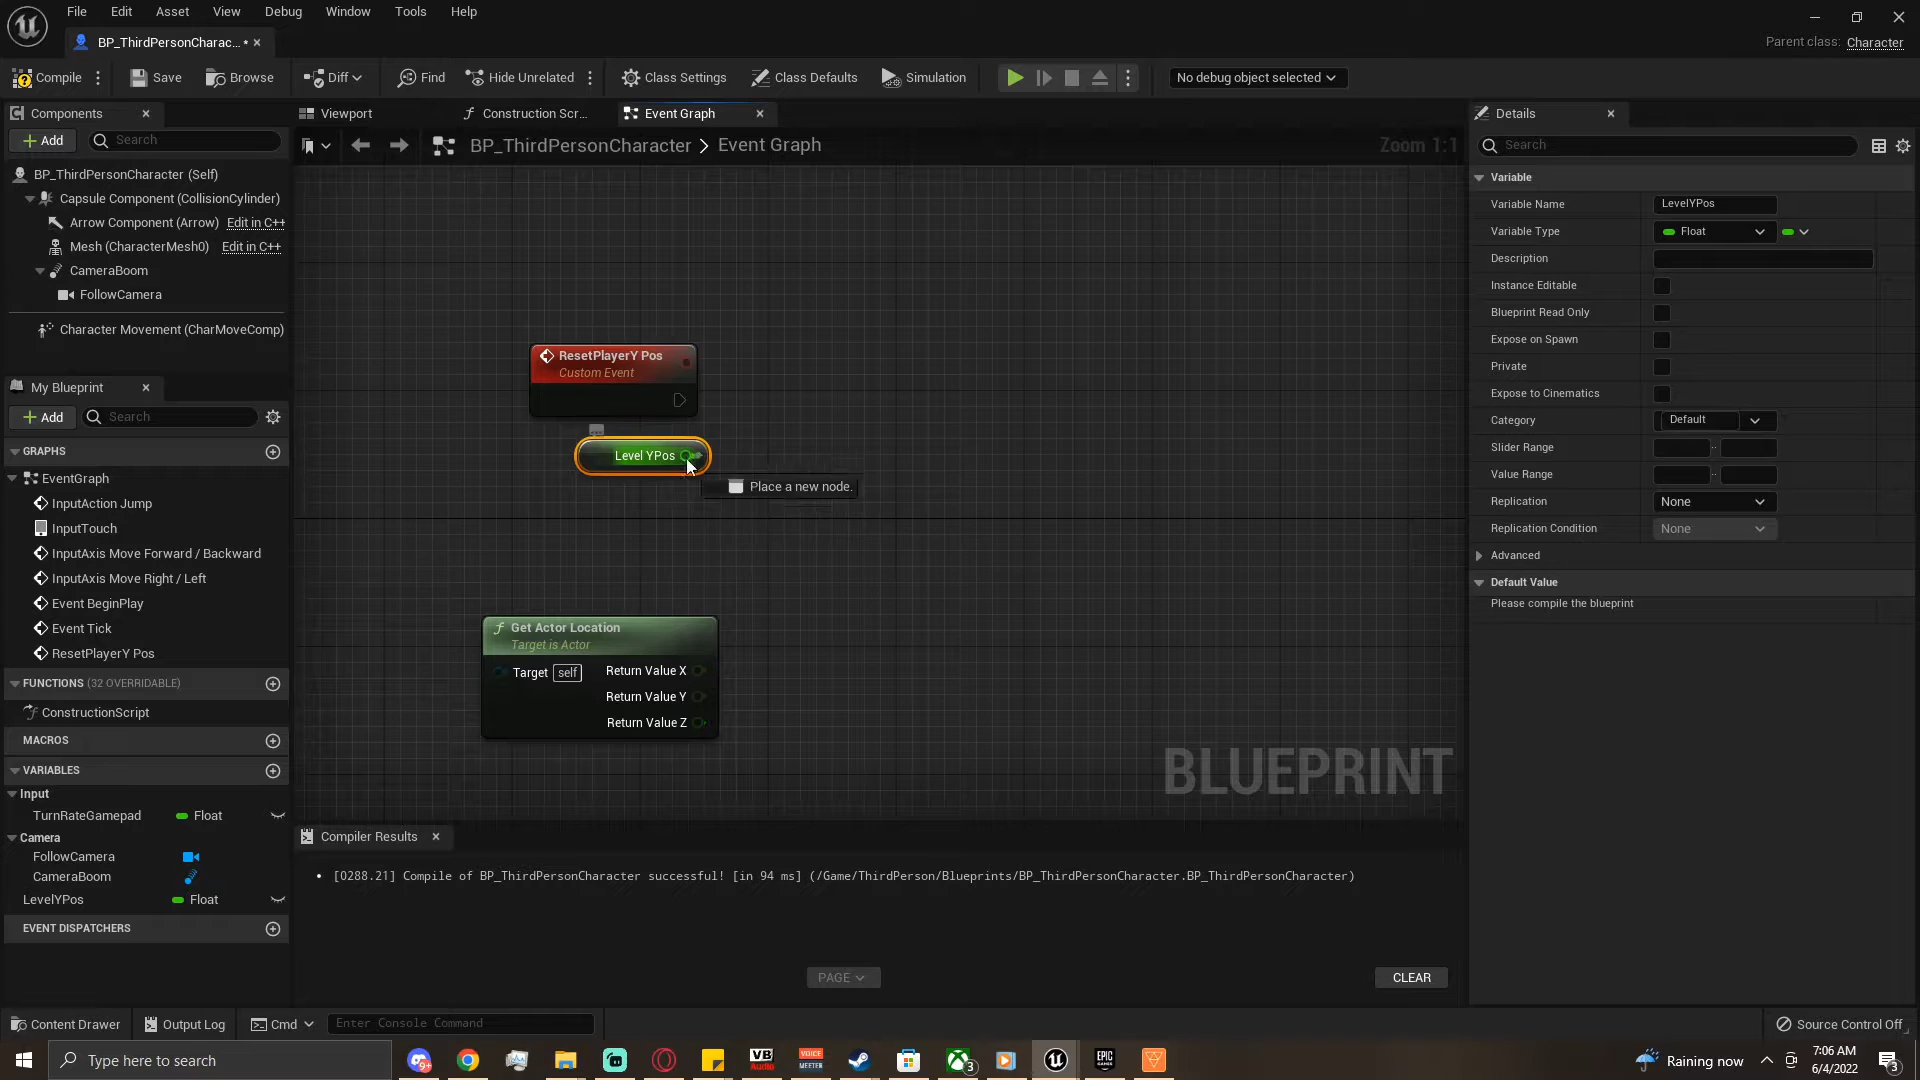 File Edit Asset View Debug Window Tools Help
BP_ThirdPersonCharac... *
Parent class: Character
Compile Save Browse Diff Find Hide Unrelated Class Settings Class Defaults Simulation No debug object selected
Components
Viewport Construction Scr... Event Graph
Details
Add Search
BP_ThirdPersonCharacter > Event Graph
Zoom 1:1
Search
BP_ThirdPersonCharacter (Self)
Capsule Component (CollisionCylinder)
Arrow Component (Arrow) Edit in C++
Mesh (CharacterMesh0) Edit in C++
CameraBoom
FollowCamera
Character Movement (CharMoveComp)
My Blueprint
Add Search
GRAPHS
EventGraph
InputAction Jump
InputTouch
InputAxis Move Forward / Backward
InputAxis Move Right / Left
Event BeginPlay
Event Tick
ResetPlayerY Pos
FUNCTIONS (32 OVERRIDABLE)
ConstructionScript
MACROS
VARIABLES
Input
TurnRateGamepad Float
Camera
FollowCamera
CameraBoom
LevelYPos Float
EVENT DISPATCHERS
ResetPlayerY Pos
Custom Event
Level YPos
Place a new node.
Get Actor Location
Target is Actor
Target self Return Value X
Return Value Y
Return Value Z
BLUEPRINT
Variable
Variable Name LevelYPos
Variable Type Float
Description
Instance Editable
Blueprint Read Only
Expose on Spawn
Private
Expose to Cinematics
Category Default
Slider Range
Value Range
Replication None
Replication Condition None
Advanced
Default Value
Please compile the blueprint
Compiler Results
[0288.21] Compile of BP_ThirdPersonCharacter successful! [in 94 ms] (/Game/ThirdPerson/Blueprints/BP_ThirdPersonCharacter.BP_ThirdPersonCharacter)
PAGE
CLEAR
Content Drawer Output Log Cmd Enter Console Command
Source Control Off
Type here to search
VB Audio
VOICE MEETER
3
EPIC GAMES
Raining now
7:06 AM
6/4/2022
3